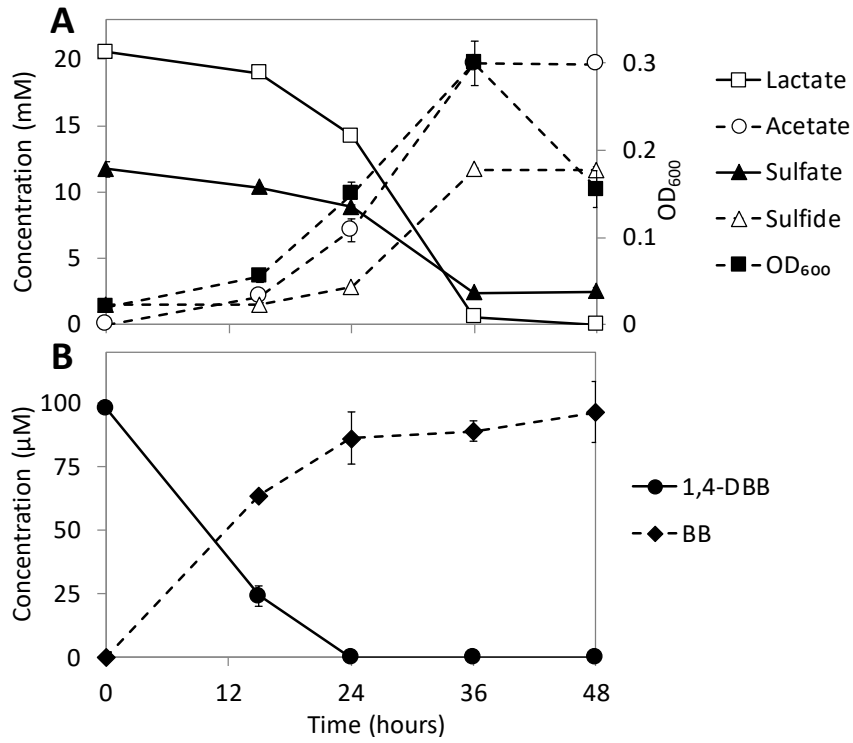 A
20
15
10
5
0
Concentration (mM)
0.3
0.2
0.1
0
OD₆₀₀
Lactate
Acetate
Sulfate
Sulfide
OD₆₀₀
B
100
75
50
25
0
Concentration (µM)
1,4-DBB
BB
0 12 24 36 48
Time (hours)